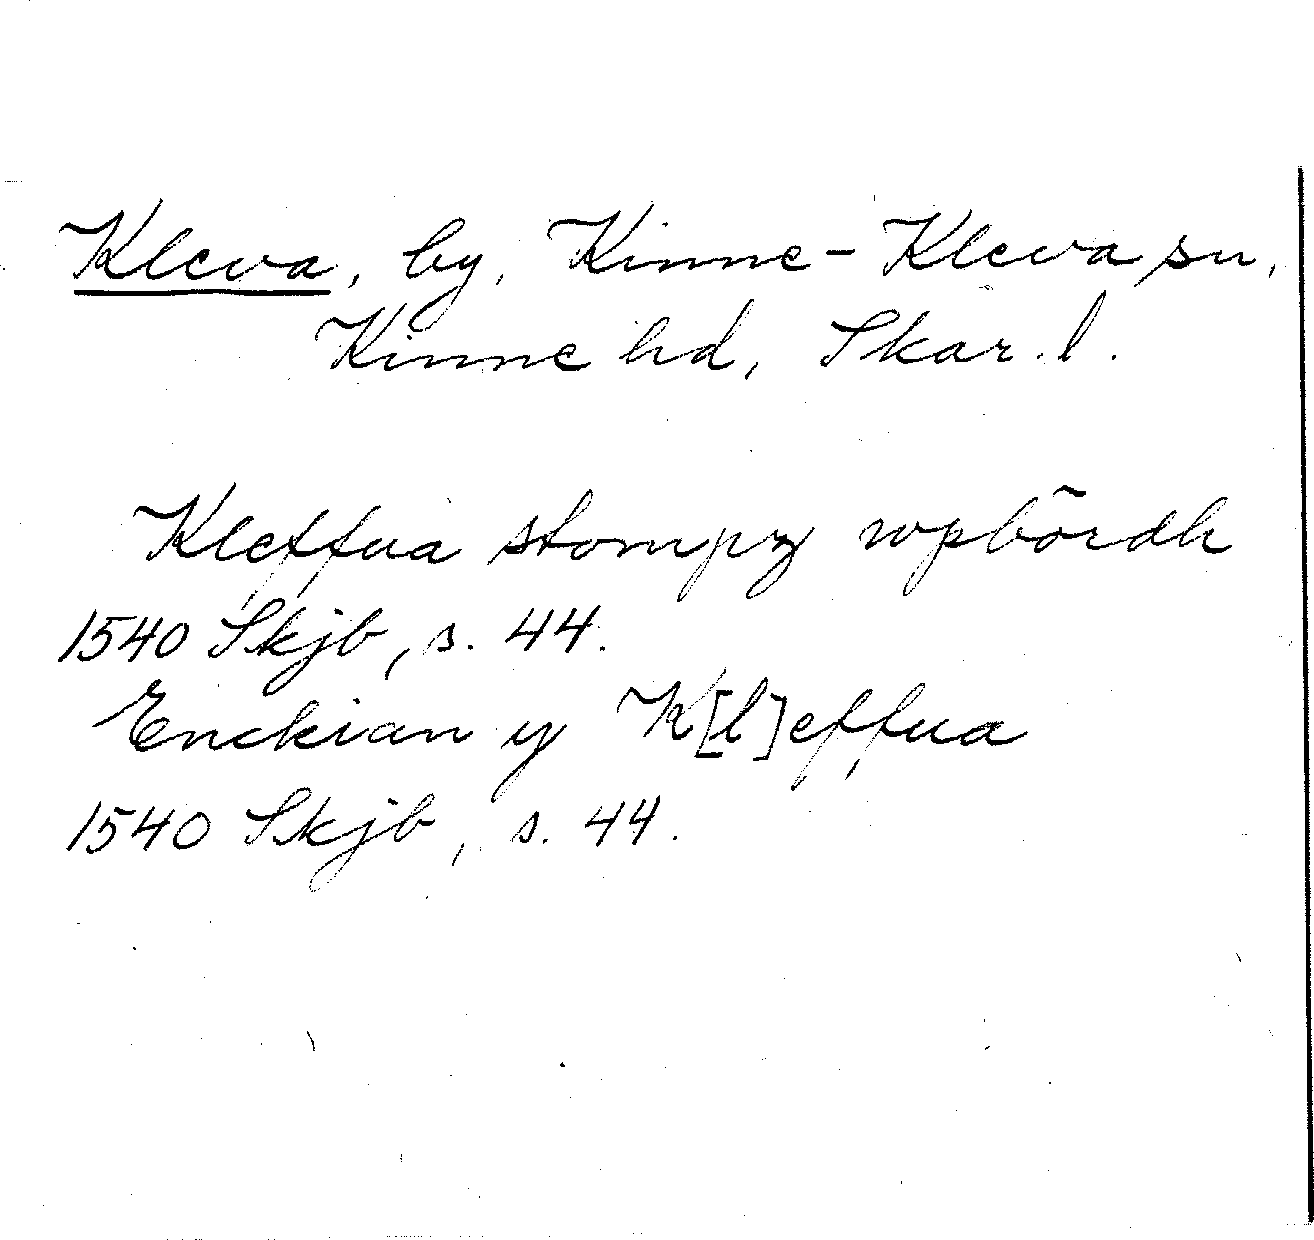 Kleva, by, Kinne-Kleva sn,
Kinne hd, Skar. l.
Kleffua stompz wpbördh
1540 Skjb, s. 44.
Enckian y K[l]effua
1540 Skjb, s. 44.